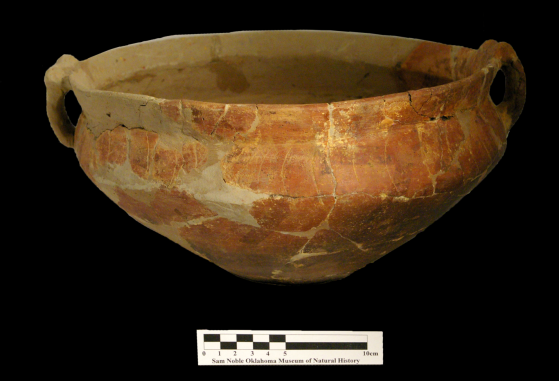 0 1 2 3 4 5 10cm
Sam Noble Oklahoma Museum of Natural History